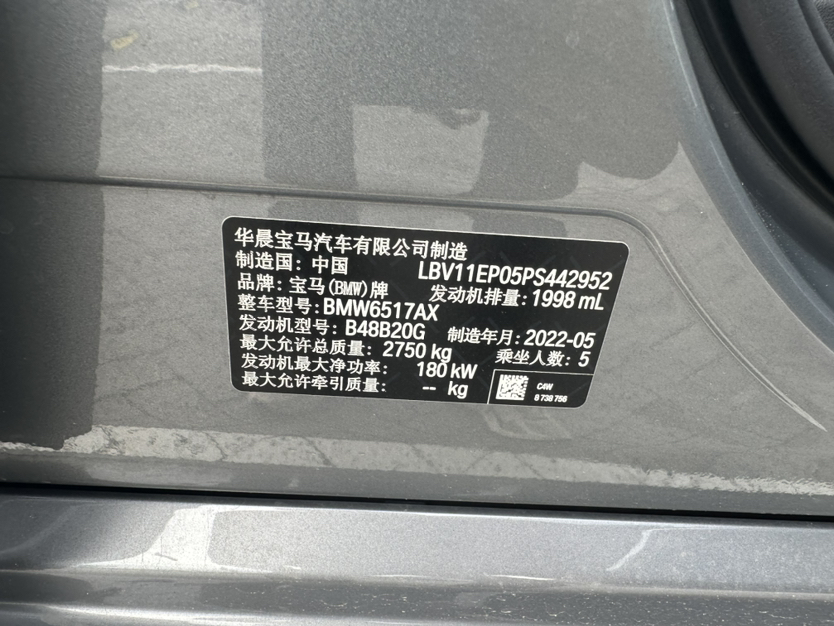 华晨宝马汽车有限公司制造
制造国: 中国 LBV11EP05PS442952
品牌: 宝马(BMW)牌 发动机排量: 1998 mL
整车型号: BMW6517AX
发动机型号: B48B20G 制造年月: 2022-05
最大允许总质量: 2750 kg 乘坐人数: 5
发动机最大净功率: 180 kW
最大允许牵引质量: -- kg
C4W
8 738 756